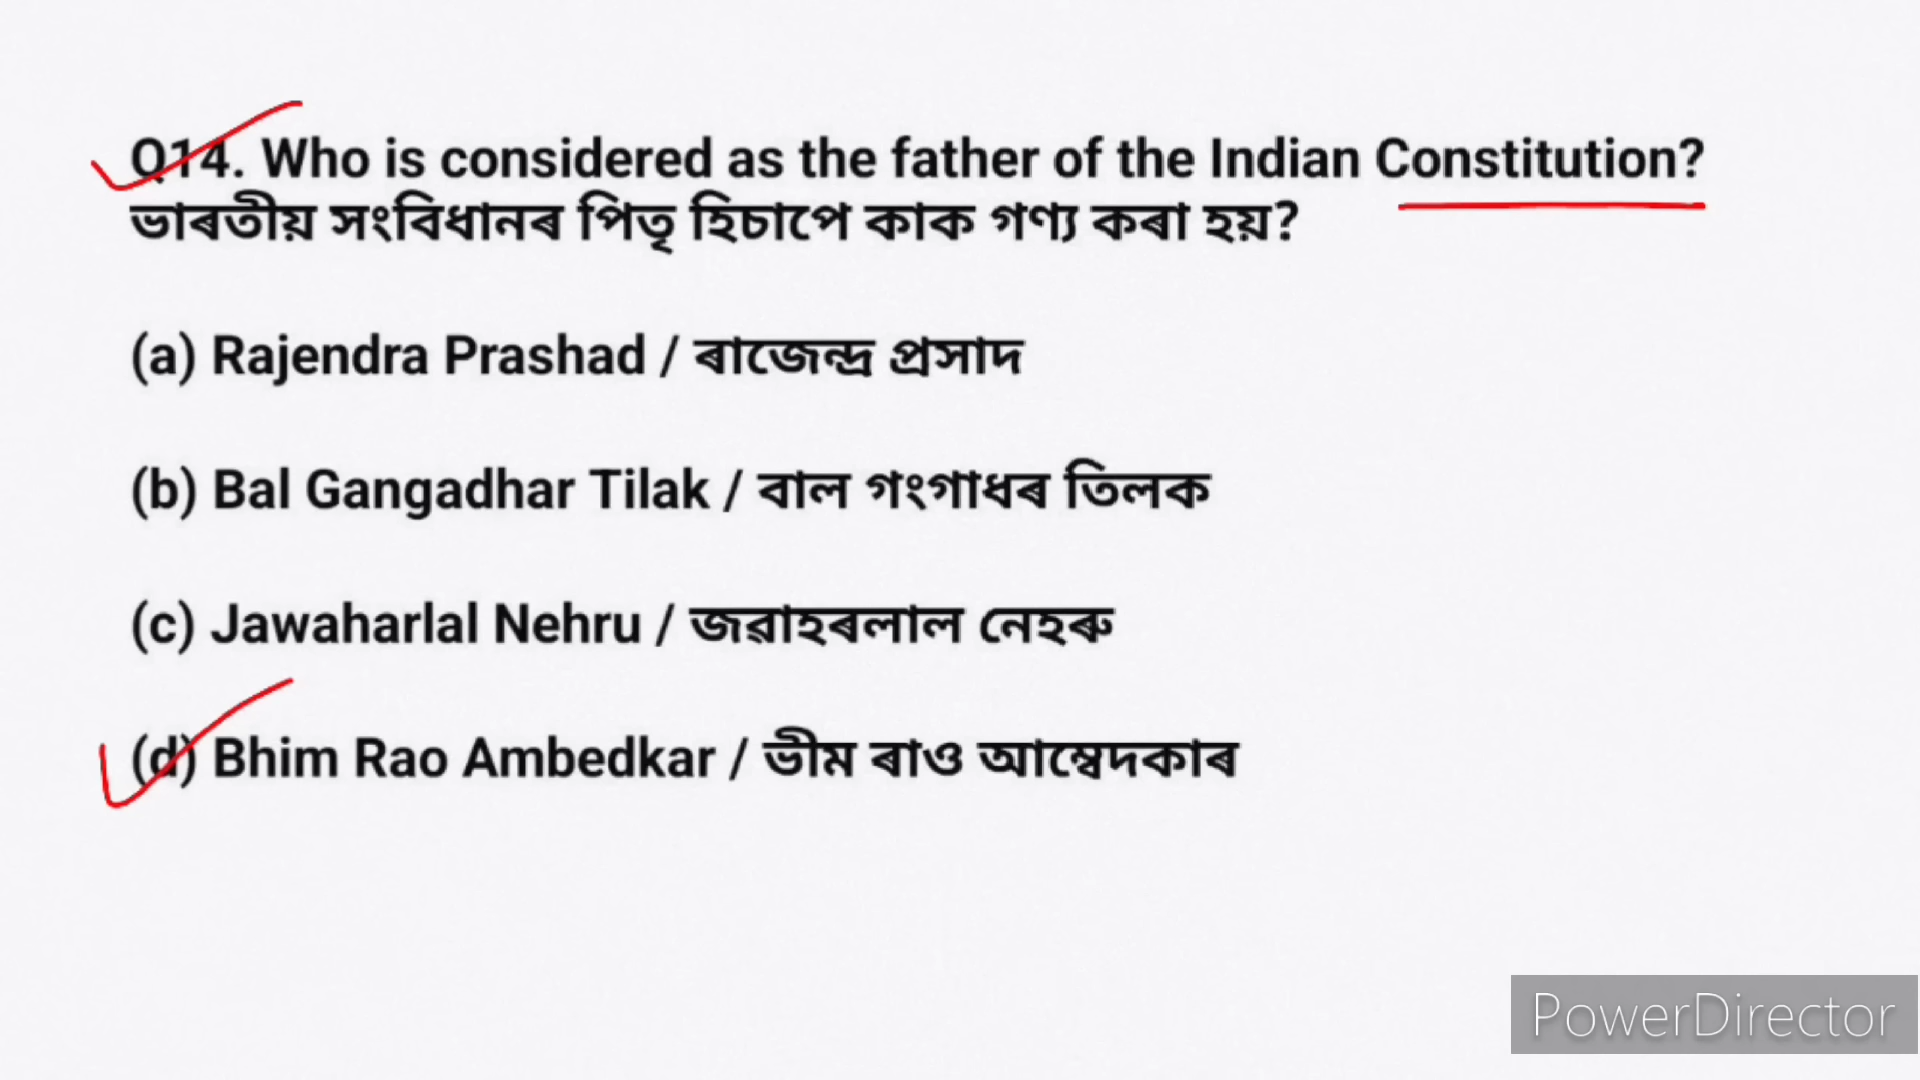 Q14. Who is considered as the father of the Indian Constitution?
ভাৰতীয় সংবিধানৰ পিতৃ হিচাপে কাক গণ্য কৰা হয়?
(a) Rajendra Prashad / ৰাজেন্দ্ৰ প্ৰসাদ
(b) Bal Gangadhar Tilak / বাল গংগাধৰ তিলক
(c) Jawaharlal Nehru / জৱাহৰলাল নেহৰু
(d) Bhim Rao Ambedkar / ভীম ৰাও আম্বেদকাৰ
PowerDirector